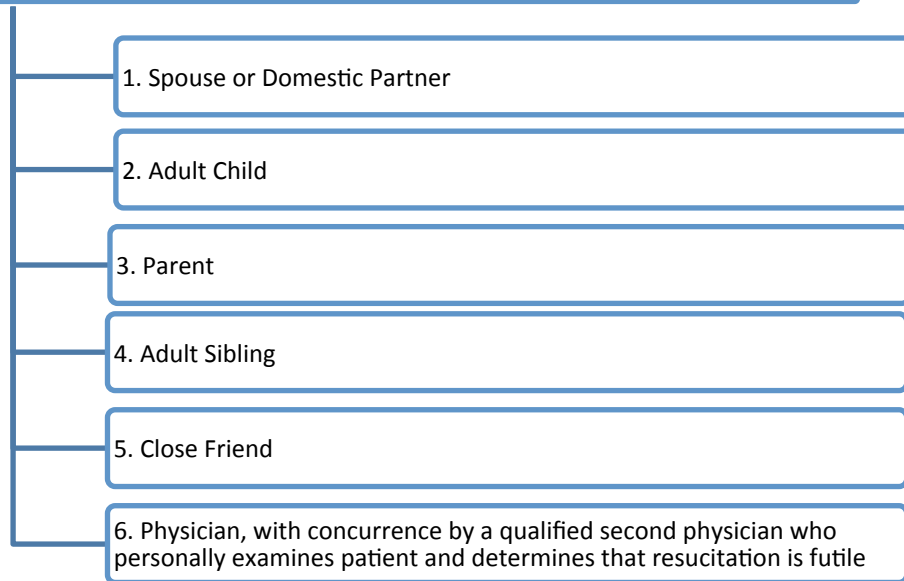 1. Spouse or Domestic Partner
2. Adult Child
3. Parent
4. Adult Sibling
5. Close Friend
6. Physician, with concurrence by a qualified second physician who
personally examines patient and determines that resucitation is futile